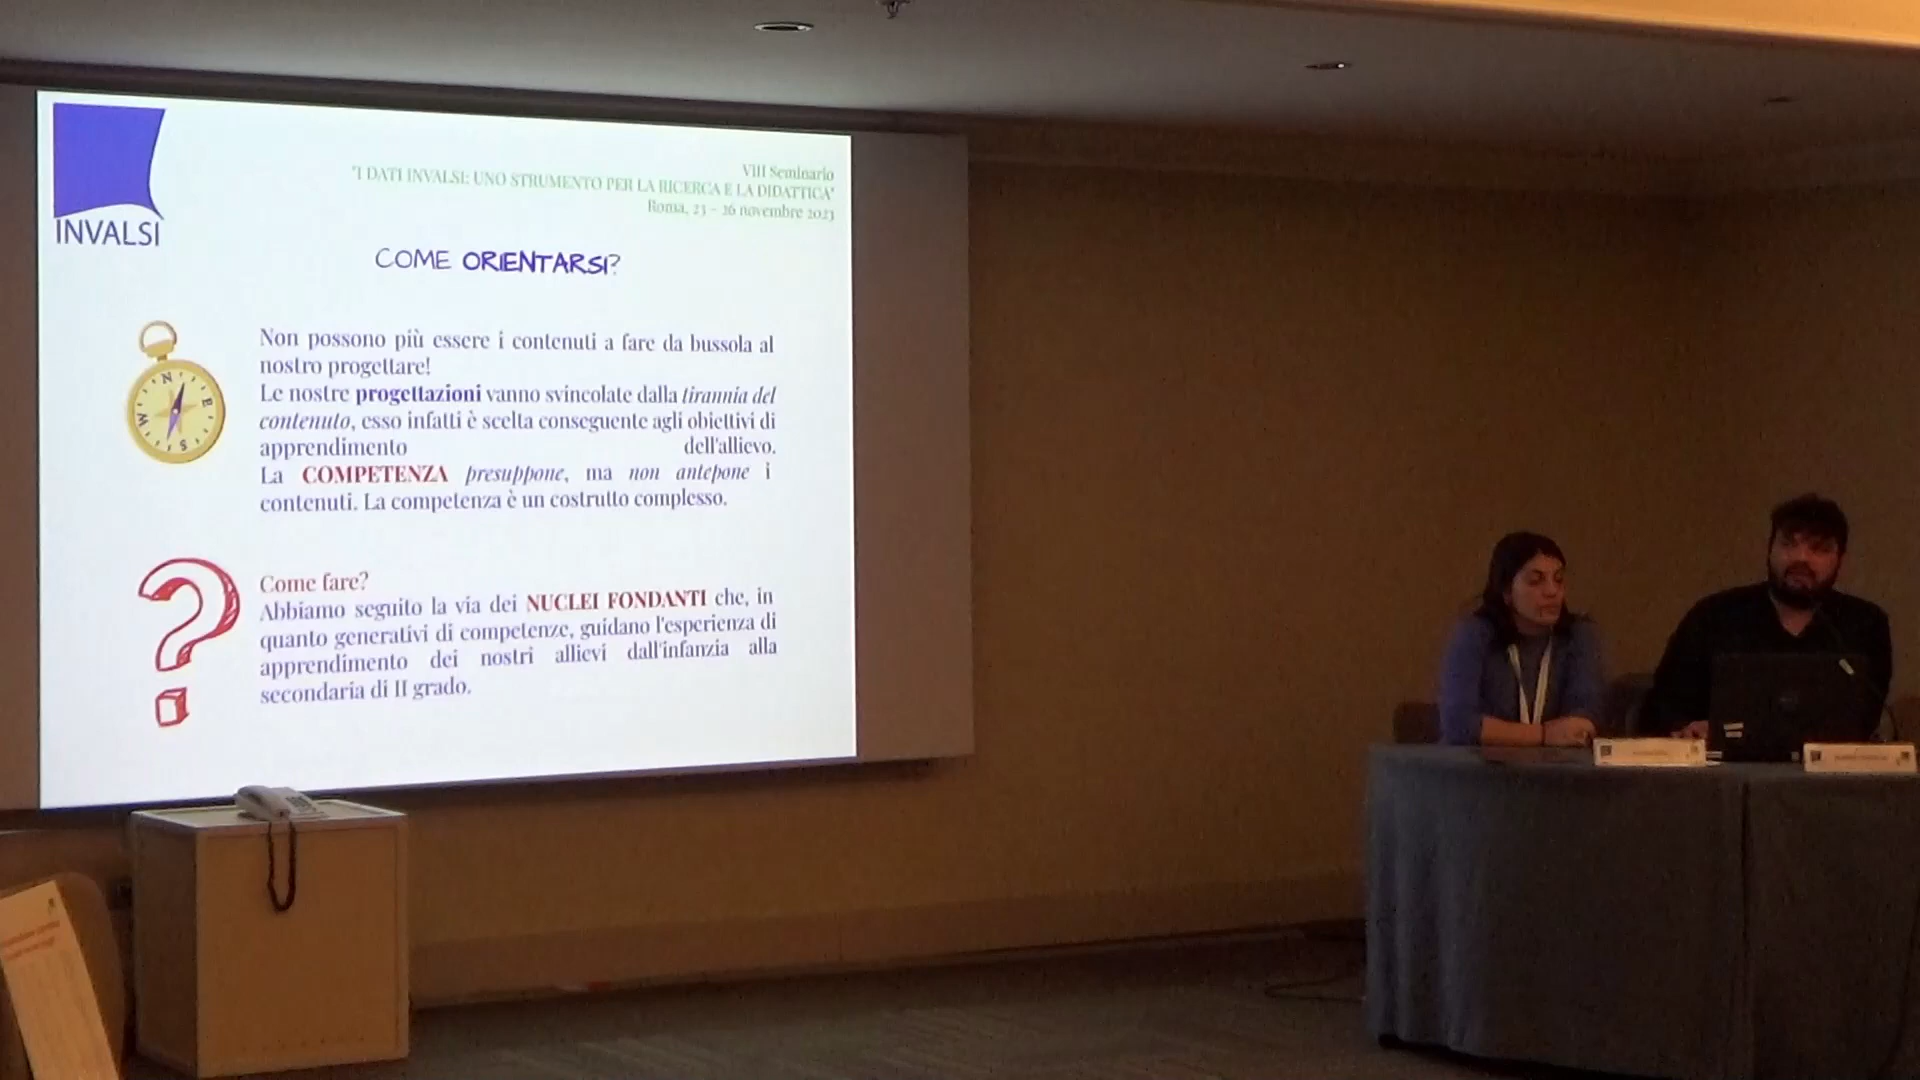 INVALSI
VIII Seminario
"I DATI INVALSI: UNO STRUMENTO PER LA RICERCA E LA DIDATTICA"
Roma, 23 - 26 novembre 2023
COME ORIENTARSI?
N
E
S
W
Non possono più essere i contenuti a fare da bussola al
nostro progettare!
Le nostre progettazioni vanno svincolate dalla tirannia del
contenuto, esso infatti è scelta conseguente agli obiettivi di
apprendimento dell'allievo.
La COMPETENZA presuppone, ma non antepone i
contenuti. La competenza è un costrutto complesso.
?
Come fare?
Abbiamo seguito la via dei NUCLEI FONDANTI che, in
quanto generativi di competenze, guidano l'esperienza di
apprendimento dei nostri allievi dall'infanzia alla
secondaria di II grado.